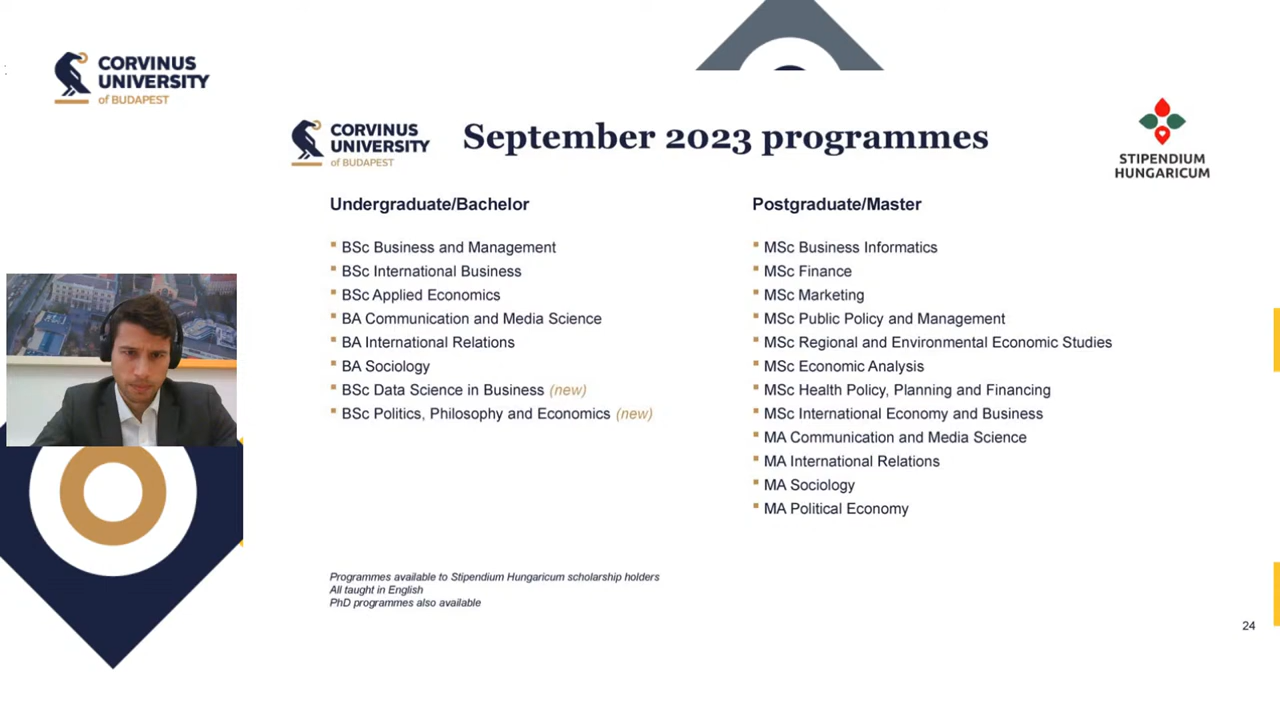 CORVINUS
UNIVERSITY
of BUDAPEST
CORVINUS
UNIVERSITY
of BUDAPEST
September 2023 programmes
STIPENDIUM
HUNGARICUM
Undergraduate/Bachelor
BSc Business and Management
BSc International Business
BSc Applied Economics
BA Communication and Media Science
BA International Relations
BA Sociology
BSc Data Science in Business (new)
BSc Politics, Philosophy and Economics (new)
Postgraduate/Master
MSc Business Informatics
MSc Finance
MSc Marketing
MSc Public Policy and Management
MSc Regional and Environmental Economic Studies
MSc Economic Analysis
MSc Health Policy, Planning and Financing
MSc International Economy and Business
MA Communication and Media Science
MA International Relations
MA Sociology
MA Political Economy
Programmes available to Stipendium Hungaricum scholarship holders
All taught in English
PhD programmes also available
24